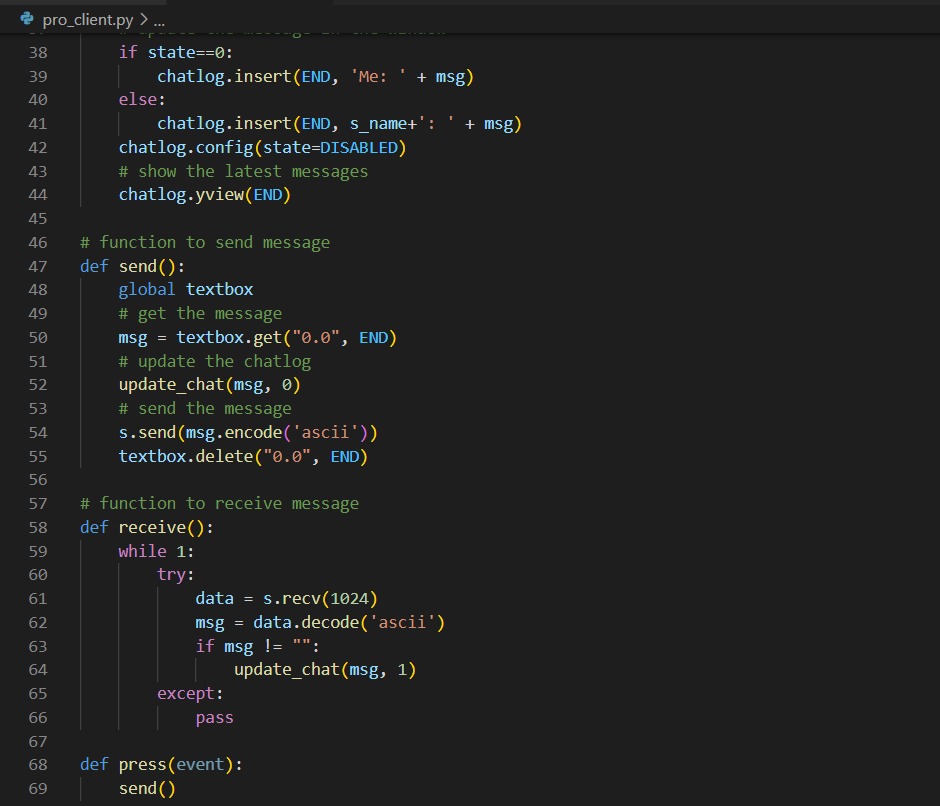 pro_client.py > ...
38 if state==0:
39 chatlog.insert(END, 'Me: ' + msg)
40 else:
41 chatlog.insert(END, s_name+': ' + msg)
42 chatlog.config(state=DISABLED)
43 # show the latest messages
44 chatlog.yview(END)
45
46 # function to send message
47 def send():
48 global textbox
49 # get the message
50 msg = textbox.get("0.0", END)
51 # update the chatlog
52 update_chat(msg, 0)
53 # send the message
54 s.send(msg.encode('ascii'))
55 textbox.delete("0.0", END)
56
57 # function to receive message
58 def receive():
59 while 1:
60 try:
61 data = s.recv(1024)
62 msg = data.decode('ascii')
63 if msg != "":
64 update_chat(msg, 1)
65 except:
66 pass
67
68 def press(event):
69 send()